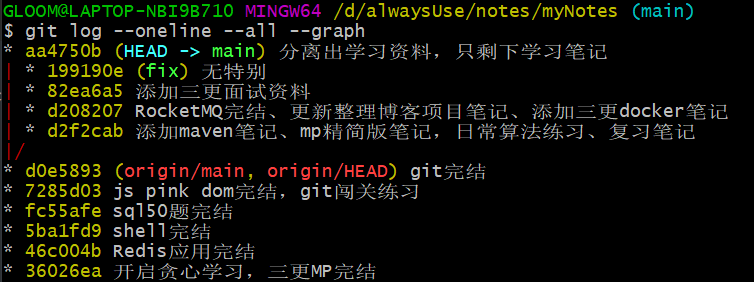 GLOOM@LAPTOP-NBI9B710 MINGW64 /d/alwaysUse/notes/myNotes (main)
$ git log --oneline --all --graph
* aa4750b (HEAD -> main) 分离出学习资料，只剩下学习笔记
| * 199190e (fix) 无特别
| * 82ea6a5 添加三更面试资料
| * d208207 RocketMQ完结、更新整理博客项目笔记、添加三更docker笔记
| * d2f2cab 添加maven笔记、mp精简版笔记，日常算法练习、复习笔记
|/
* d0e5893 (origin/main, origin/HEAD) git完结
* 7285d03 js pink dom完结，git闯关练习
* fc55afe sql50题完结
* 5ba1fd9 shell完结
* 46c004b Redis应用完结
* 36026ea 开启贪心学习，三更MP完结